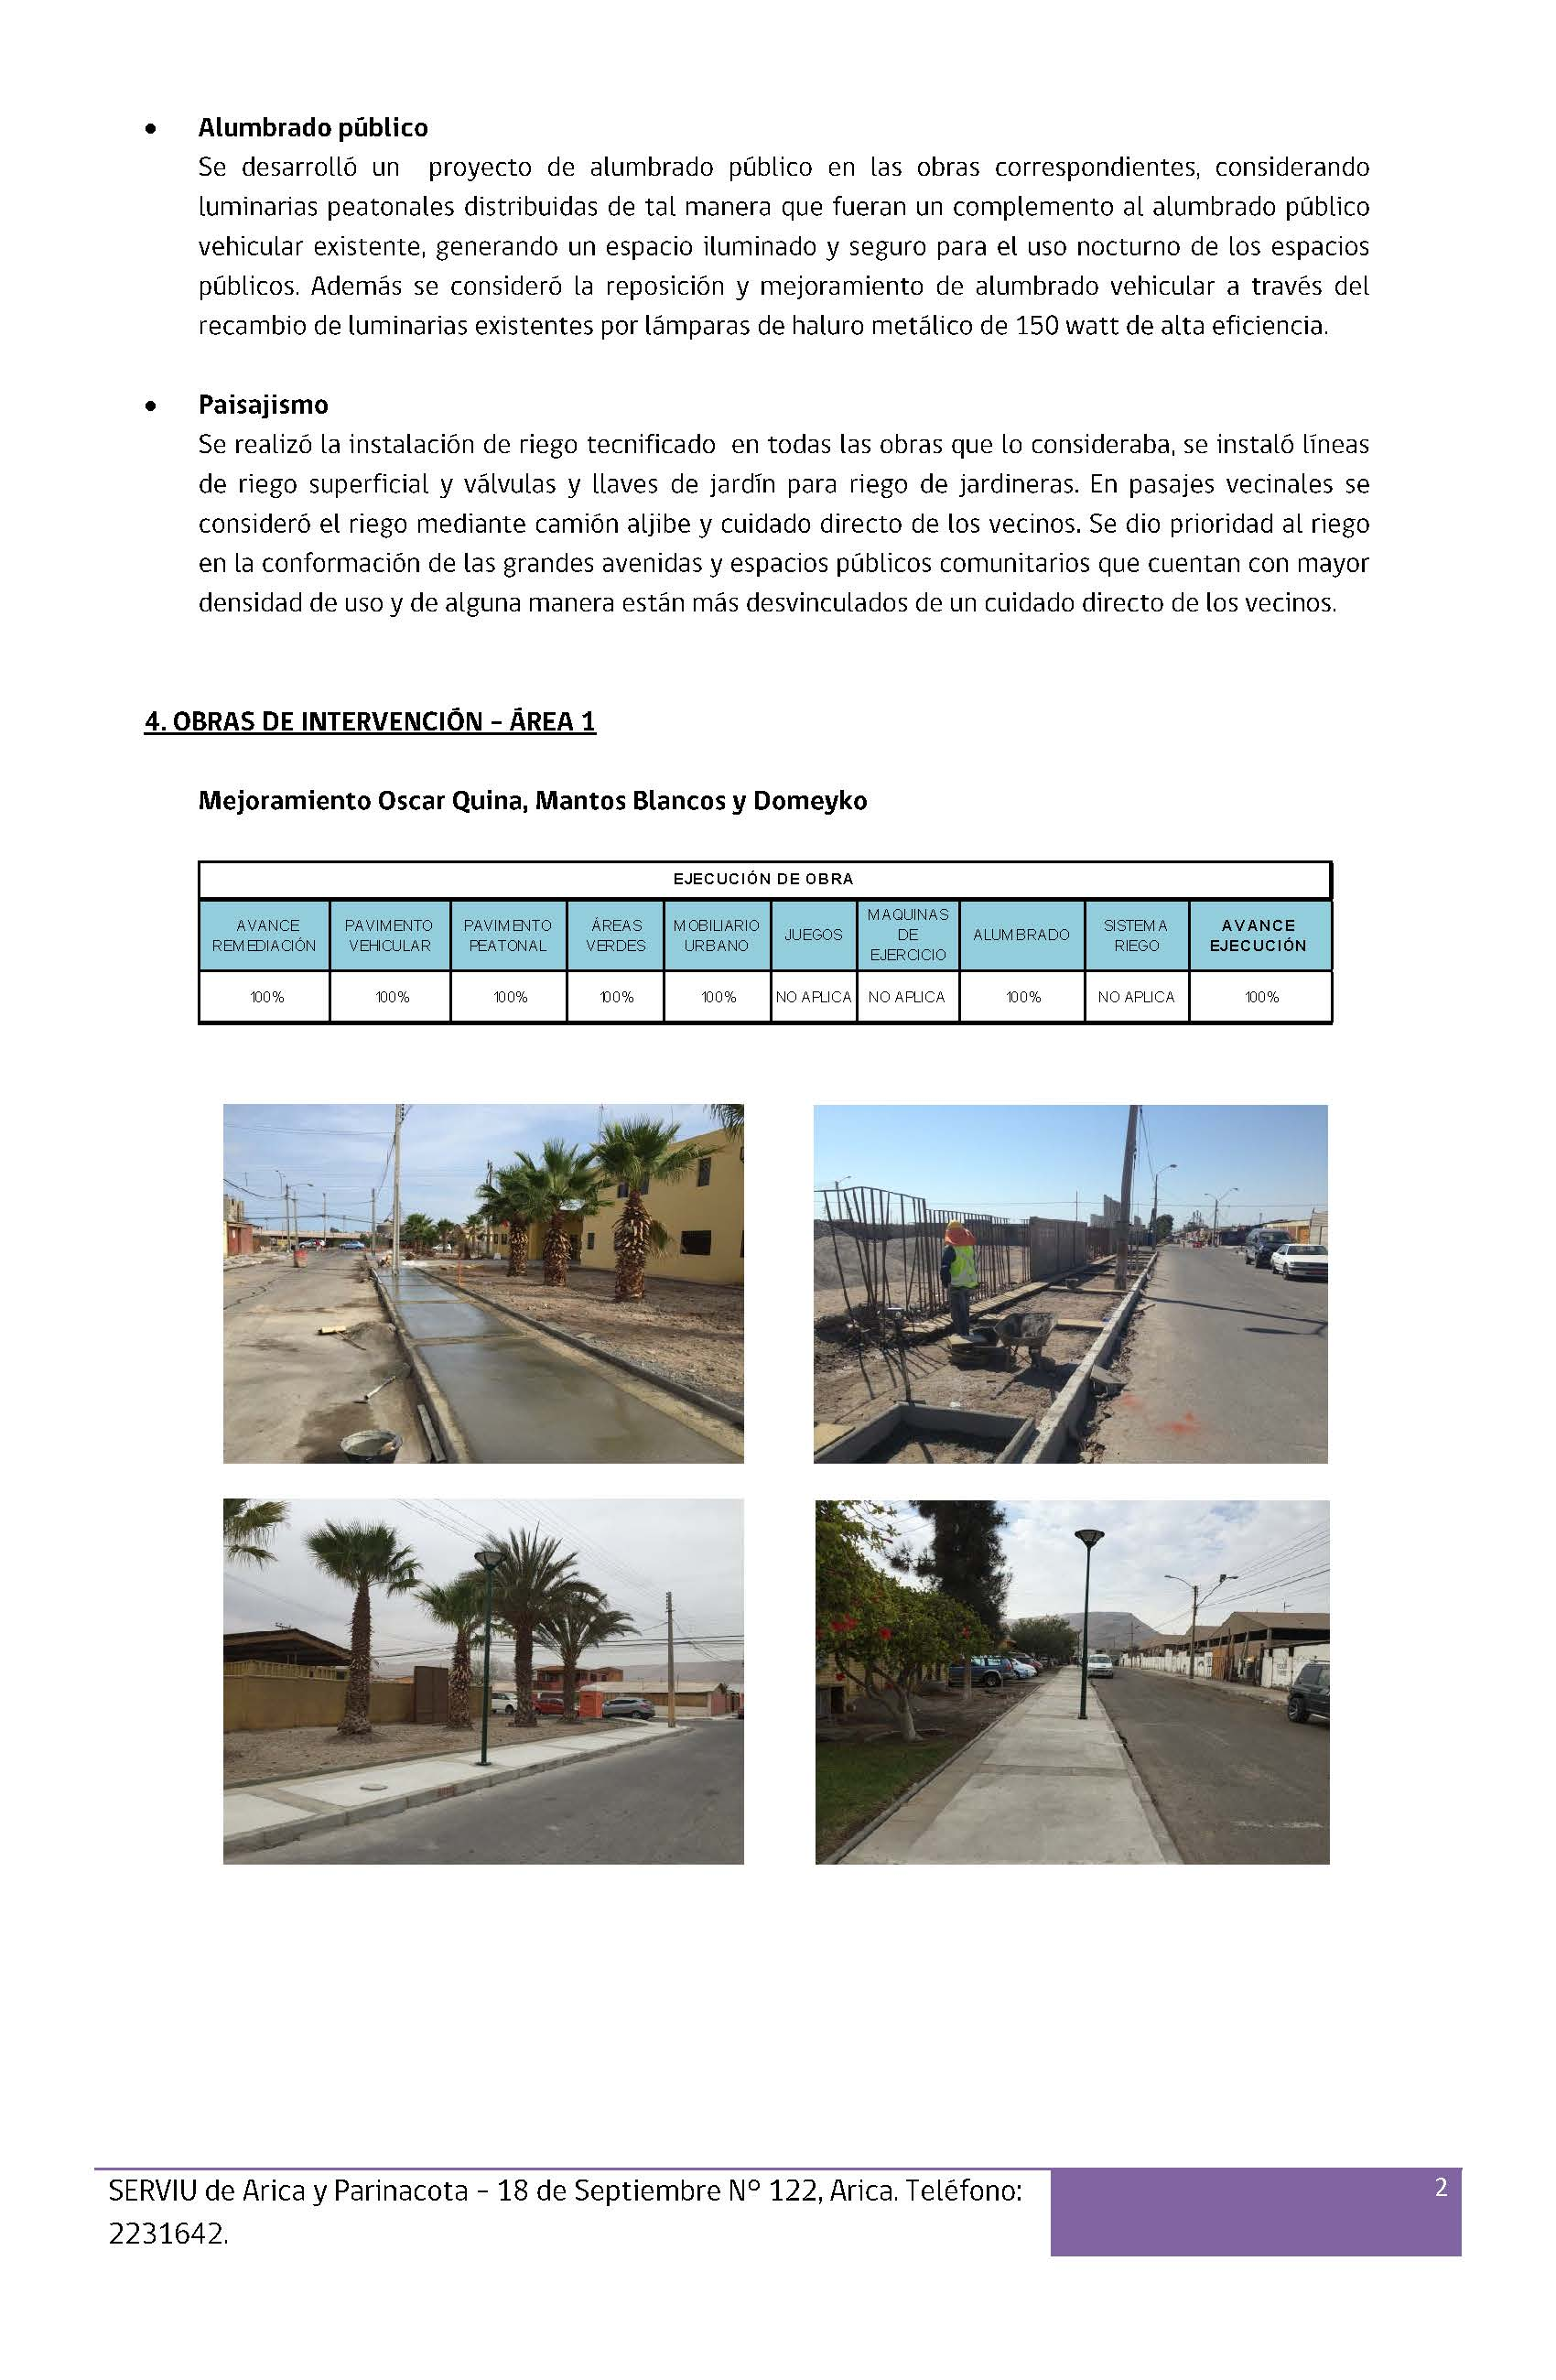 • Alumbrado público
Se desarrolló un proyecto de alumbrado público en las obras correspondientes, considerando
luminarias peatonales distribuidas de tal manera que fueran un complemento al alumbrado público
vehicular existente, generando un espacio iluminado y seguro para el uso nocturno de los espacios
públicos. Además se consideró la reposición y mejoramiento de alumbrado vehicular a través del
recambio de luminarias existentes por lámparas de haluro metálico de 150 watt de alta eficiencia.
• Paisajismo
Se realizó la instalación de riego tecnificado en todas las obras que lo consideraba, se instaló líneas
de riego superficial y válvulas y llaves de jardín para riego de jardineras. En pasajes vecinales se
consideró el riego mediante camión aljibe y cuidado directo de los vecinos. Se dio prioridad al riego
en la conformación de las grandes avenidas y espacios públicos comunitarios que cuentan con mayor
densidad de uso y de alguna manera están más desvinculados de un cuidado directo de los vecinos.
4. OBRAS DE INTERVENCIÓN – ÁREA 1
Mejoramiento Oscar Quina, Mantos Blancos y Domeyko
EJECUCIÓN DE OBRA
AVANCE REMEDIACIÓN PAVIMENTO VEHICULAR PAVIMENTO PEATONAL ÁREAS VERDES MOBILIARIO URBANO JUEGOS MAQUINAS DE EJERCICIO ALUMBRADO SISTEMA RIEGO AVANCE EJECUCIÓN
100% 100% 100% 100% 100% NO APLICA NO APLICA 100% NO APLICA 100%
SERVIU de Arica y Parinacota – 18 de Septiembre Nº 122, Arica. Teléfono:
2231642.
2